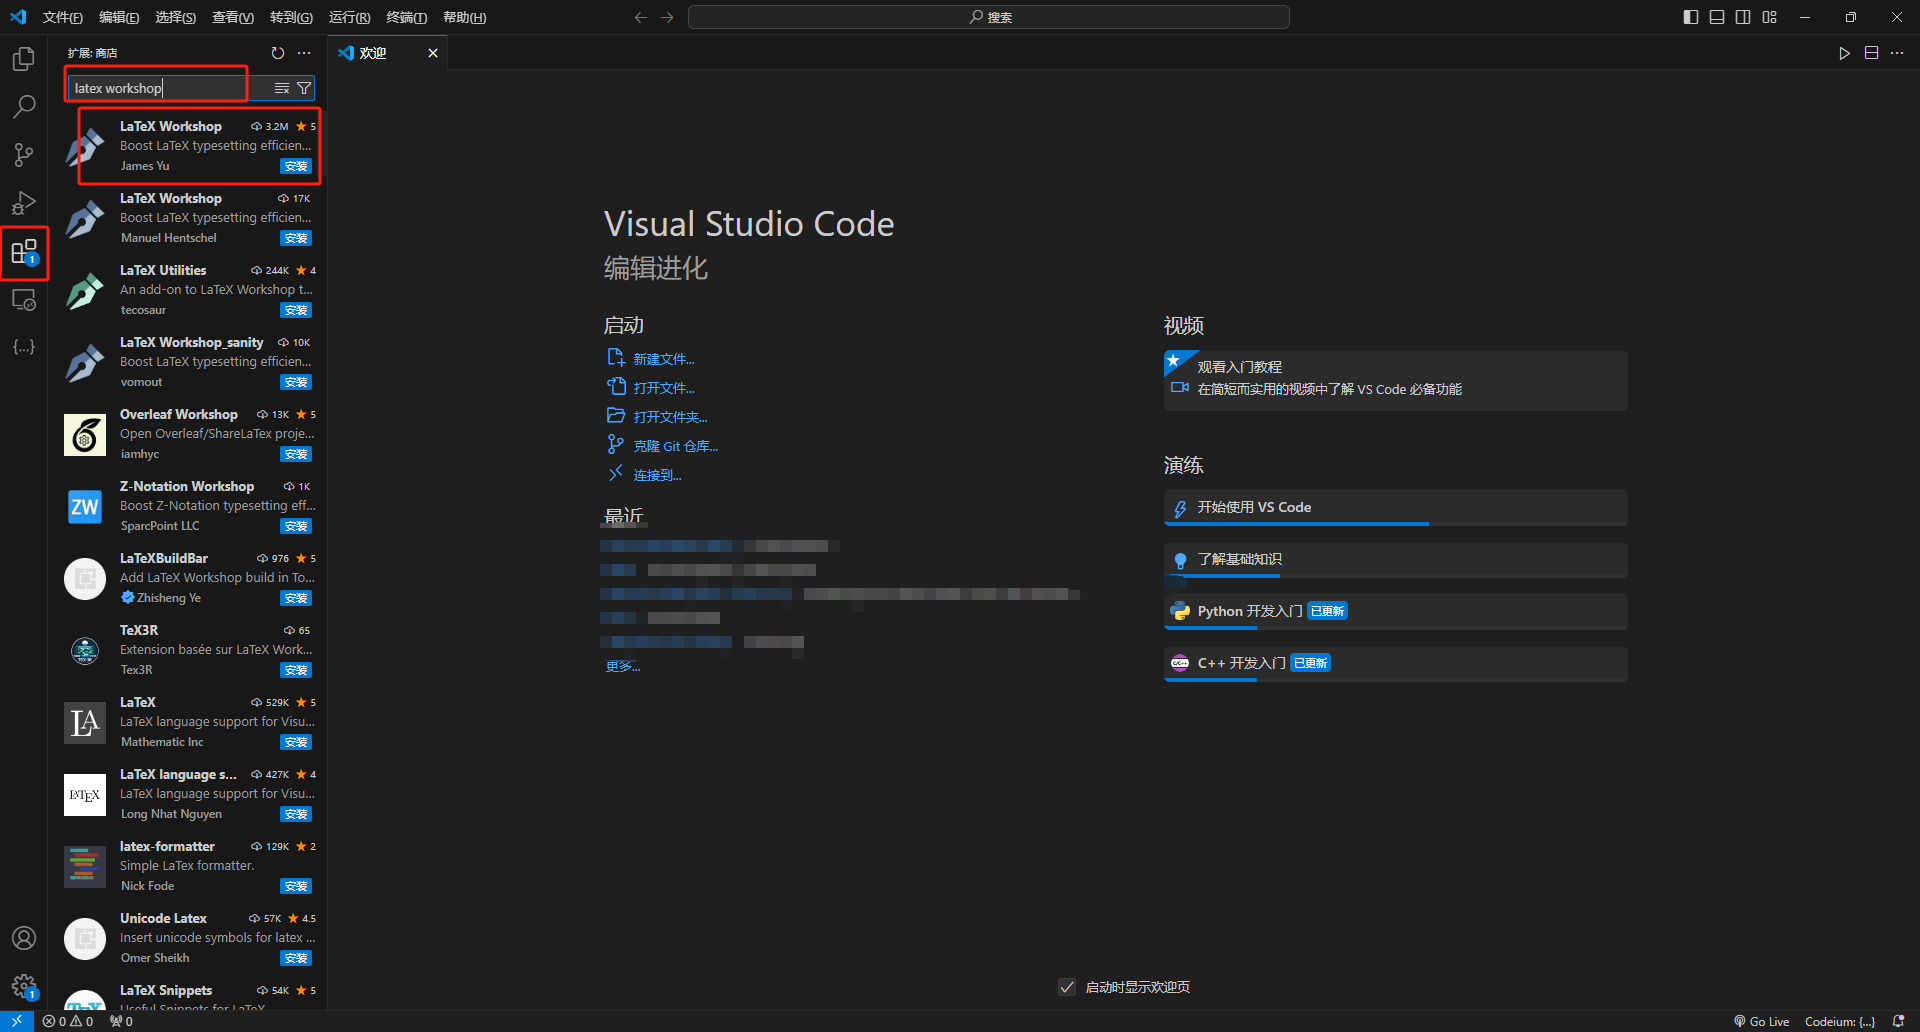 文件(F) 编辑(E) 选择(S) 查看(V) 转到(G) 运行(R) 终端(T) 帮助(H)
搜索
扩展: 商店
欢迎
latex workshop
LaTeX Workshop 3.2M 5
Boost LaTeX typesetting efficien...
James Yu 安装
LaTeX Workshop 17K
Boost LaTeX typesetting efficien...
Manuel Hentschel 安装
LaTeX Utilities 244K 4
An add-on to LaTeX Workshop t...
tecosaur 安装
LaTeX Workshop_sanity 10K
Boost LaTeX typesetting efficien...
vomout 安装
Overleaf Workshop 13K 5
Open Overleaf/ShareLaTex proje...
iamhyc 安装
ZW
Z-Notation Workshop 1K
Boost Z-Notation typesetting eff...
SparcPoint LLC 安装
LaTeXBuildBar 976 5
Add LaTeX Workshop build in To...
Zhisheng Ye 安装
TeX3R 65
Extension basée sur LaTeX Work...
Tex3R 安装
LA
LaTeX 529K 5
LaTeX language support for Visu...
Mathematic Inc 安装
LATEX
LaTeX language s... 427K 4
LaTeX language support for Visu...
Long Nhat Nguyen 安装
latex-formatter 129K 2
Simple LaTex formatter.
Nick Fode 安装
Unicode Latex 57K 4.5
Insert unicode symbols for latex ...
Omer Sheikh 安装
LaTeX Snippets 54K 5
Useful Snippets for LaTeX
1
1
Visual Studio Code
编辑进化
启动
新建文件...
打开文件...
打开文件夹...
克隆 Git 仓库...
连接到...
最近
更多...
视频
观看入门教程
在简短而实用的视频中了解 VS Code 必备功能
演练
开始使用 VS Code
了解基础知识
Python 开发入门 已更新
C/C++
C++ 开发入门 已更新
启动时显示欢迎页
0 0 0
Go Live Codeium: {...}